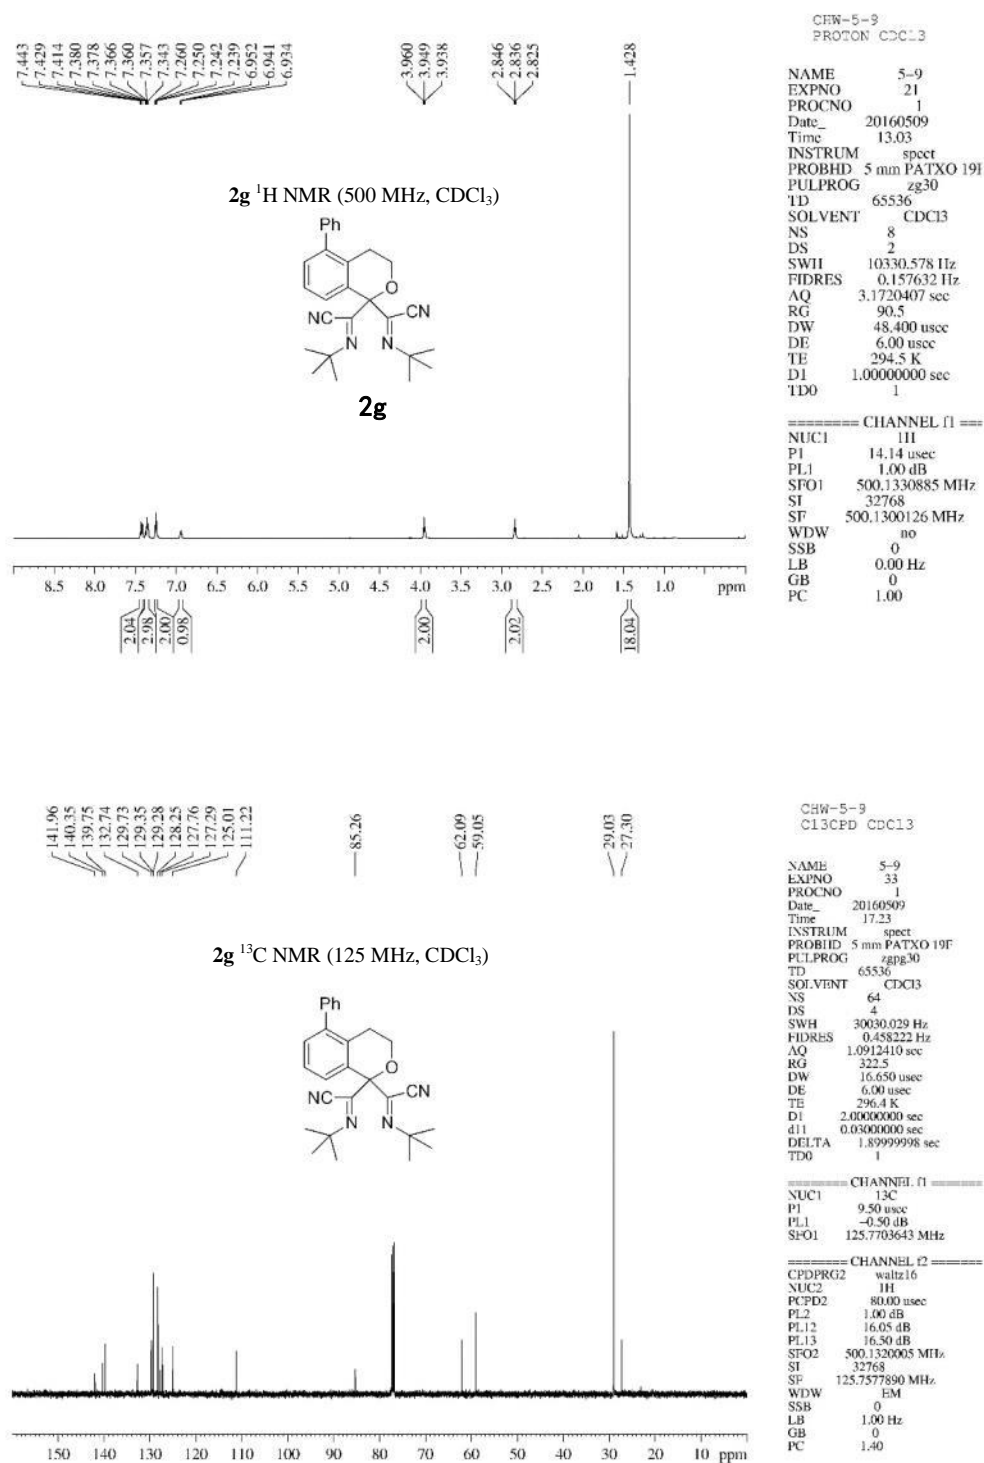 CHW-5-9
PROTON CDCl3
7.443
7.429
7.414
7.380
7.378
7.366
7.360
7.357
7.343
7.260
7.250
7.242
7.239
6.952
6.941
6.934
3.960
3.949
3.938
2.846
2.836
2.825
1.428
NAME 5-9
EXPNO 21
PROCNO 1
Date_ 20160509
Time 13.03
INSTRUM spect
PROBHD 5 mm PATXO 19F
PULPROG zg30
TD 65536
SOLVENT CDCl3
NS 8
DS 2
SWH 10330.578 Hz
FIDRES 0.157632 Hz
AQ 3.1720407 sec
RG 90.5
DW 48.400 usec
DE 6.00 usec
TE 294.5 K
D1 1.00000000 sec
TD0 1
======== CHANNEL f1 ===
NUC1 1H
P1 14.14 usec
PL1 1.00 dB
SFO1 500.1330885 MHz
SI 32768
SF 500.1300126 MHz
WDW no
SSB 0
LB 0.00 Hz
GB 0
PC 1.00
2g ¹H NMR (500 MHz, CDCl₃)
Ph
O
NC CN
N N
2g
8.5 8.0 7.5 7.0 6.5 6.0 5.5 5.0 4.5 4.0 3.5 3.0 2.5 2.0 1.5 1.0 ppm
2.04
2.98
2.00
0.98
2.00
2.02
18.04
CHW-5-9
C13CPD CDCl3
141.96
140.35
139.75
132.74
129.73
129.35
129.28
128.25
127.76
127.29
125.01
111.22
85.26
62.09
59.05
29.03
27.30
NAME 5-9
EXPNO 33
PROCNO 1
Date_ 20160509
Time 17.23
INSTRUM spect
PROBHD 5 mm PATXO 19F
PULPROG zgpg30
TD 65536
SOLVENT CDCl3
NS 64
DS 4
SWH 30030.029 Hz
FIDRES 0.458222 Hz
AQ 1.0912410 sec
RG 322.5
DW 16.650 usec
DE 6.00 usec
TE 296.4 K
D1 2.00000000 sec
d11 0.03000000 sec
DELTA 1.89999998 sec
TD0 1
======== CHANNEL f1 =======
NUC1 13C
P1 9.50 usec
PL1 -0.50 dB
SFO1 125.7703643 MHz
======== CHANNEL f2 =======
CPDPRG2 waltz16
NUC2 1H
PCPD2 80.00 usec
PL2 1.00 dB
PL12 16.05 dB
PL13 16.50 dB
SFO2 500.1320005 MHz
SI 32768
SF 125.7577890 MHz
WDW EM
SSB 0
LB 1.00 Hz
GB 0
PC 1.40
2g ¹³C NMR (125 MHz, CDCl₃)
Ph
O
NC CN
N N
150 140 130 120 110 100 90 80 70 60 50 40 30 20 10 ppm